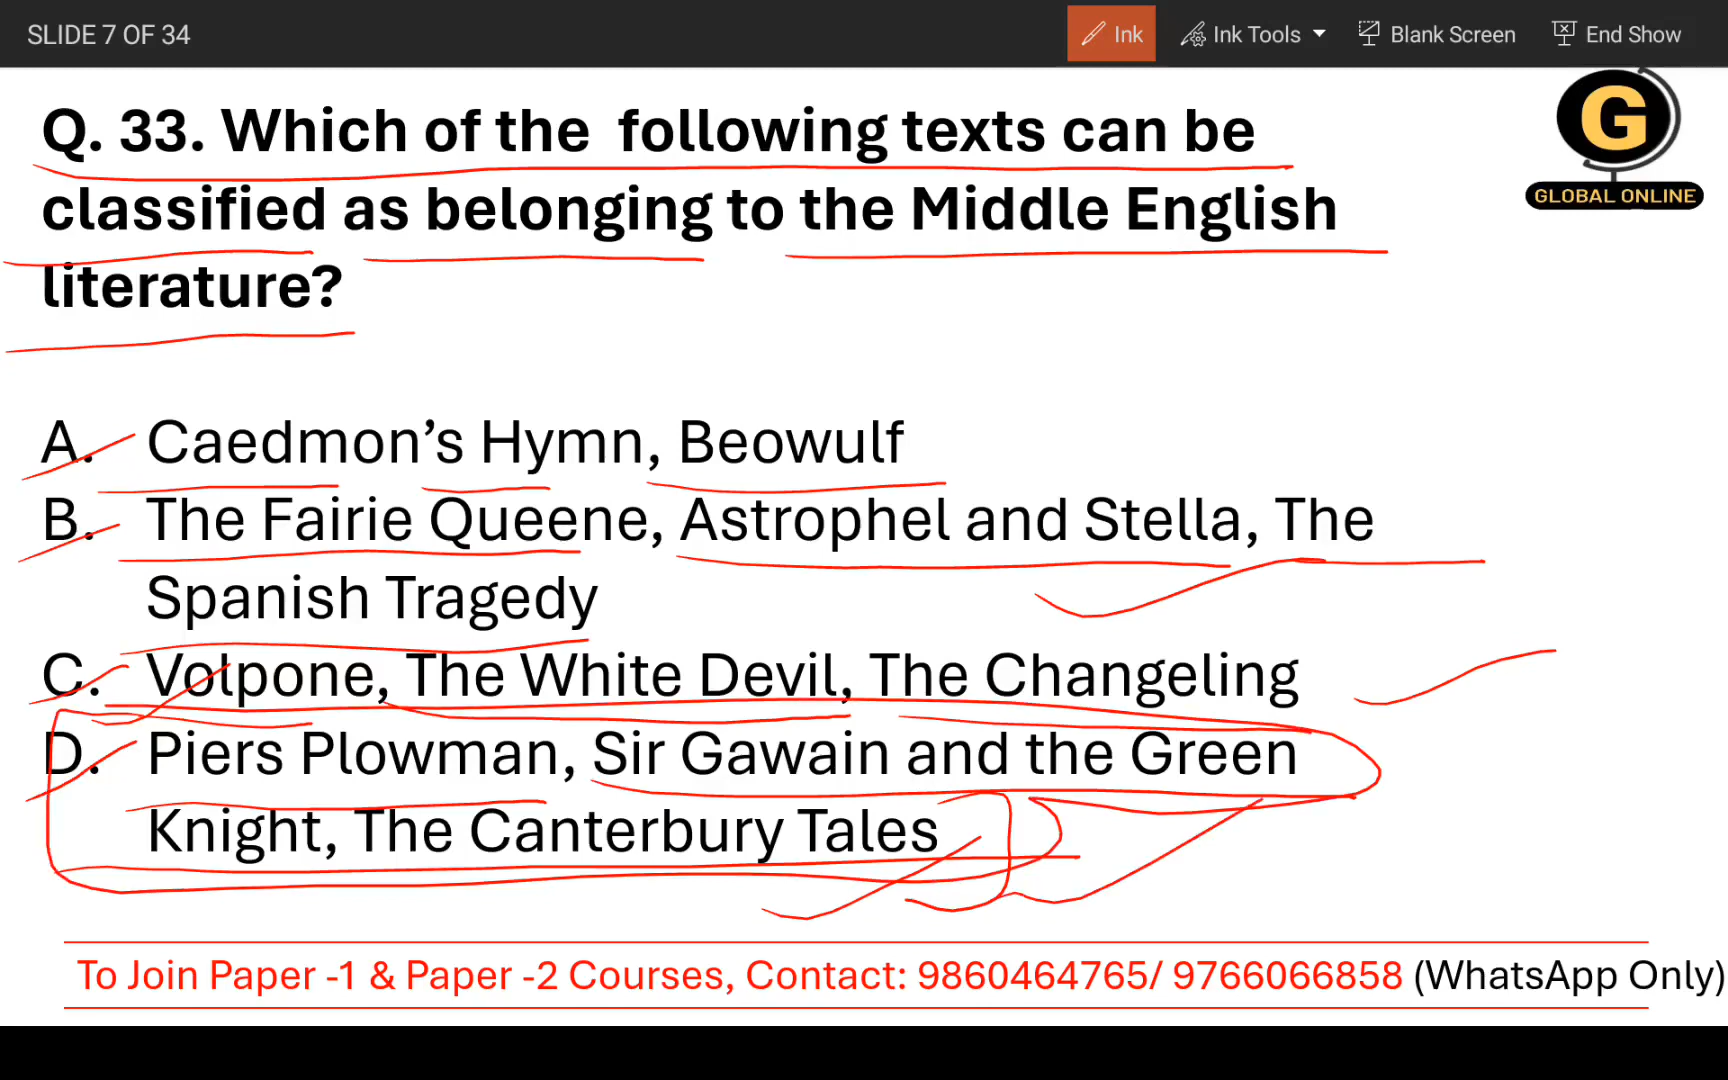 SLIDE 7 OF 34
Ink
Ink Tools
Blank Screen
End Show
G
GLOBAL ONLINE
Q. 33. Which of the following texts can be
classified as belonging to the Middle English
literature?
A. Caedmon’s Hymn, Beowulf
B. The Fairie Queene, Astrophel and Stella, The
Spanish Tragedy
C. Volpone, The White Devil, The Changeling
D. Piers Plowman, Sir Gawain and the Green
Knight, The Canterbury Tales
To Join Paper -1 & Paper -2 Courses, Contact: 9860464765/ 9766066858 (WhatsApp Only)